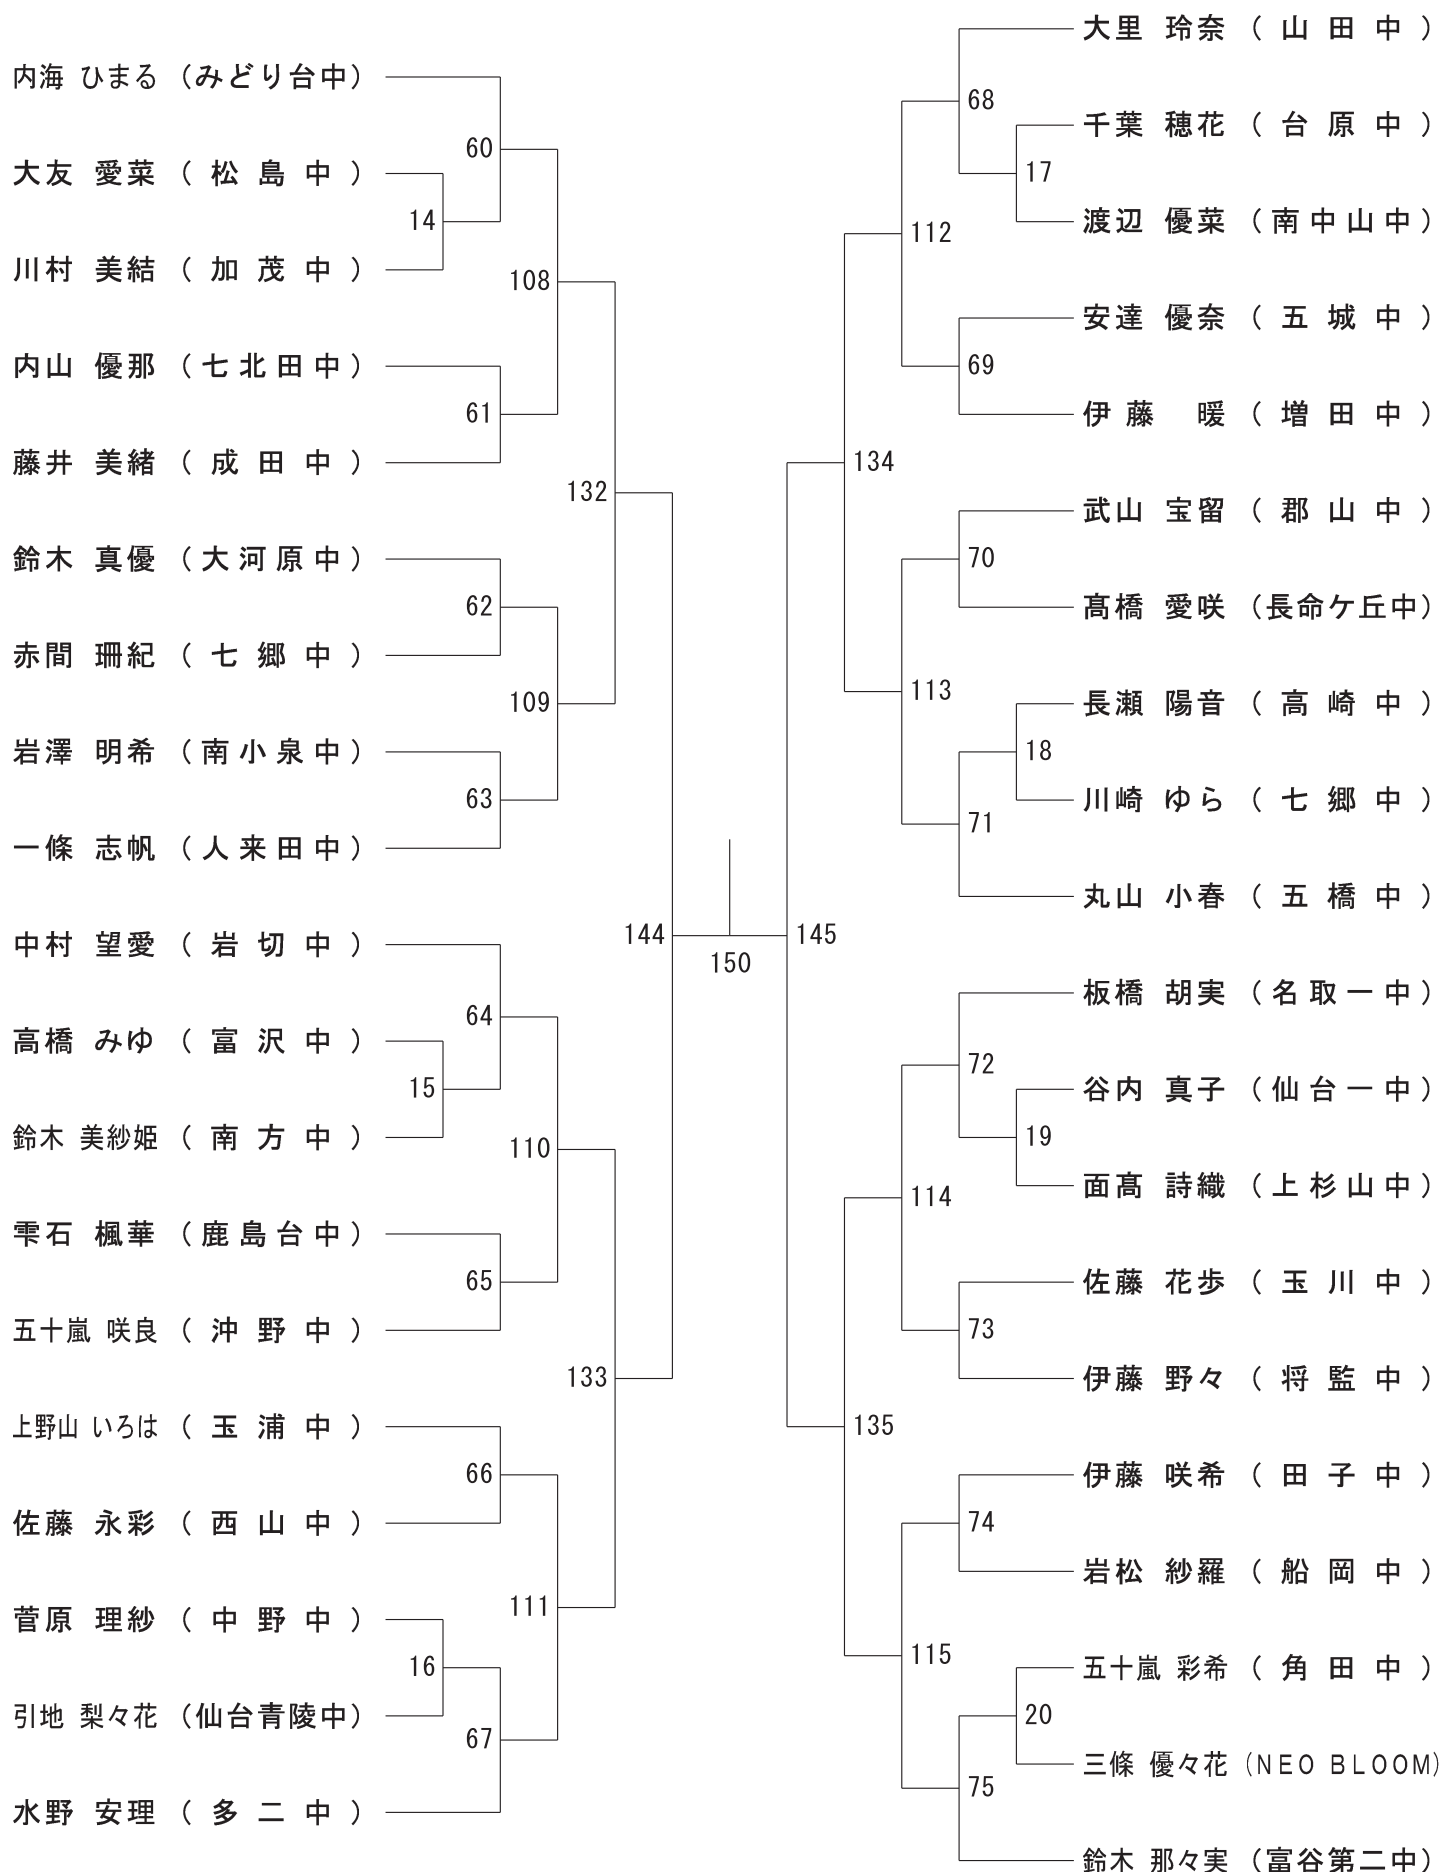 内海 ひまる (みどり台中)
大友 愛菜 (松島中)
川村 美結 (加茂中)
内山 優那 (七北田中)
藤井 美緒 (成田中)
鈴木 真優 (大河原中)
赤間 珊紀 (七郷中)
岩澤 明希 (南小泉中)
一條 志帆 (人来田中)
中村 望愛 (岩切中)
高橋 みゆ (富沢中)
鈴木 美紗姫 (南方中)
雫石 楓華 (鹿島台中)
五十嵐 咲良 (沖野中)
上野山 いろは (玉浦中)
佐藤 永彩 (西山中)
菅原 理紗 (中野中)
引地 梨々花 (仙台青陵中)
水野 安理 (多二中)
14
15
16
60
61
62
63
64
65
66
67
108
109
110
111
132
133
144
150
145
134
135
112
113
114
115
68
69
70
71
72
73
74
75
17
18
19
20
大里 玲奈 (山田中)
千葉 穂花 (台原中)
渡辺 優菜 (南中山中)
安達 優奈 (五城中)
伊藤 暖 (増田中)
武山 宝留 (郡山中)
髙橋 愛咲 (長命ケ丘中)
長瀬 陽音 (高崎中)
川崎 ゆら (七郷中)
丸山 小春 (五橋中)
板橋 胡実 (名取一中)
谷内 真子 (仙台一中)
面髙 詩織 (上杉山中)
佐藤 花歩 (玉川中)
伊藤 野々 (将監中)
伊藤 咲希 (田子中)
岩松 紗羅 (船岡中)
五十嵐 彩希 (角田中)
三條 優々花 (NEO BLOOM)
鈴木 那々実 (富谷第二中)